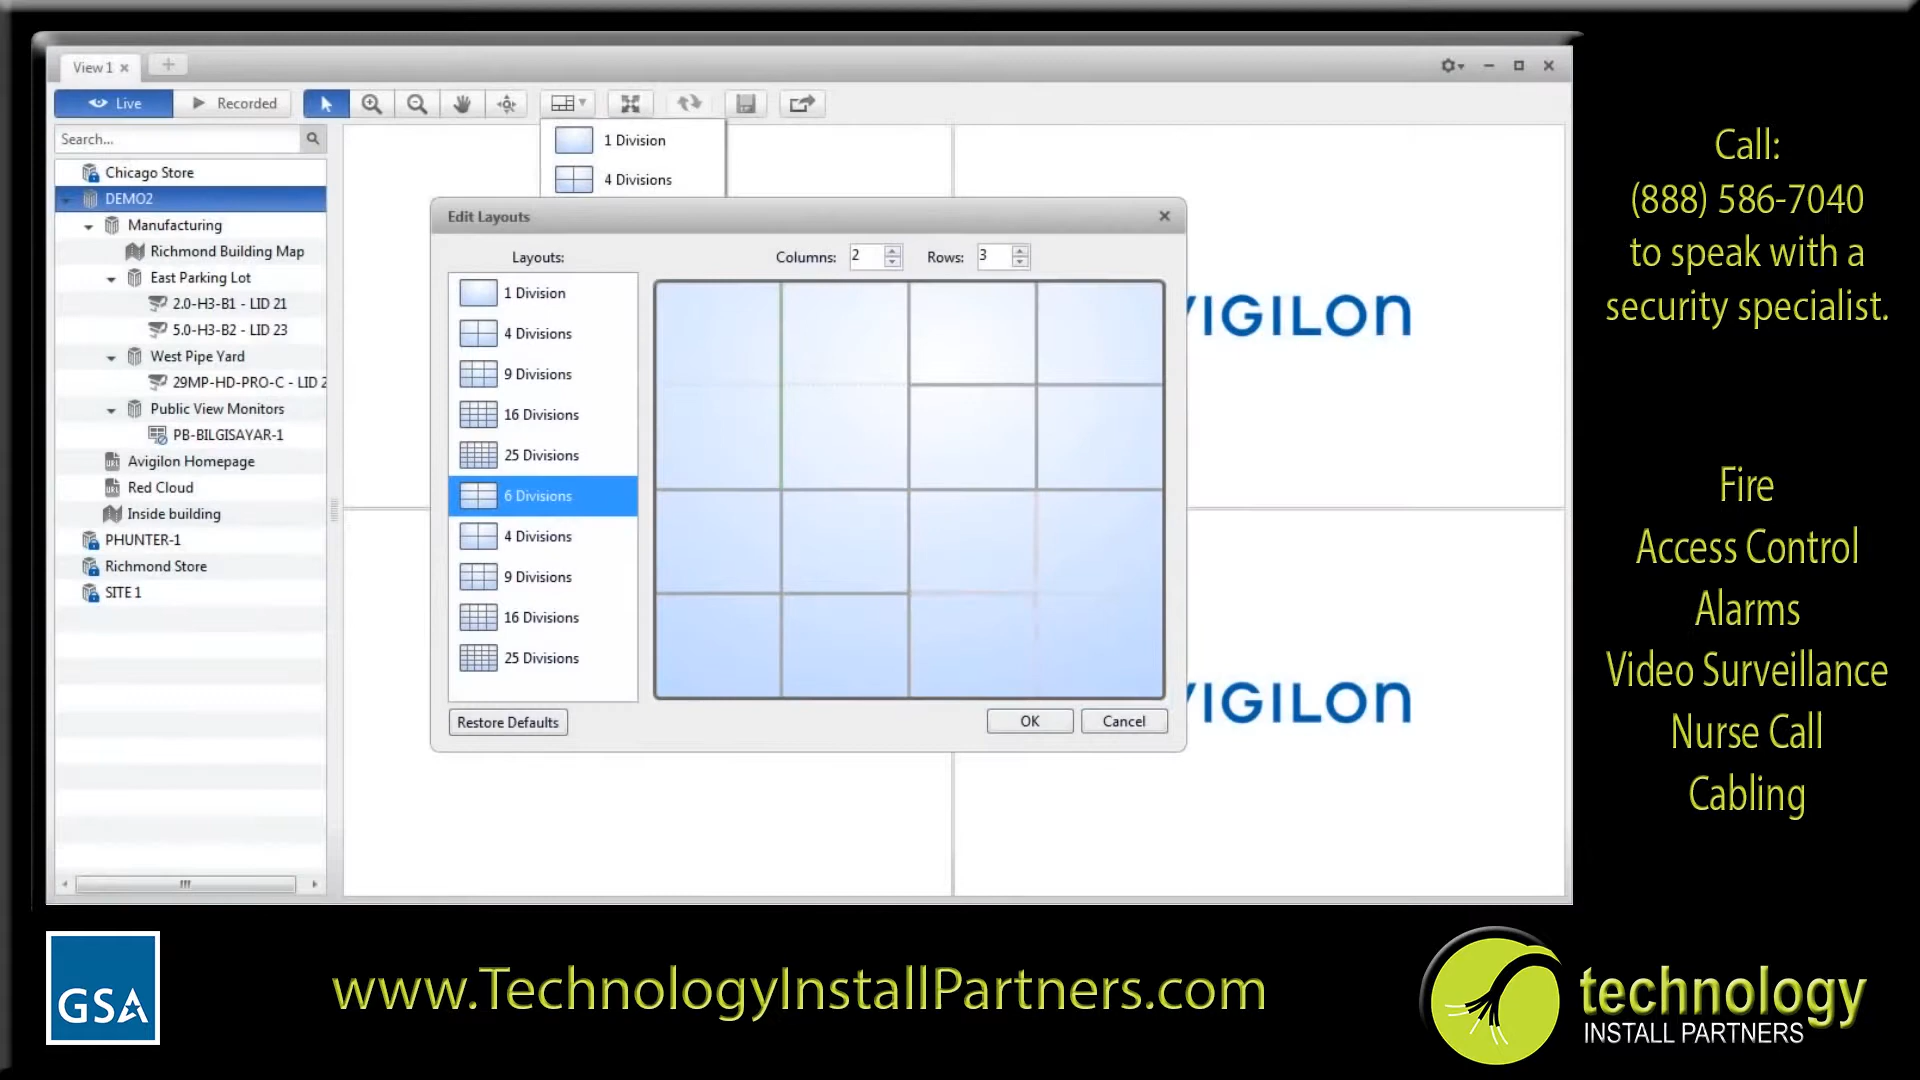 View 1
Live
Recorded
Search...
Chicago Store
DEMO2
Manufacturing
Richmond Building Map
East Parking Lot
2.0-H3-B1 - LID 21
5.0-H3-B2 - LID 23
West Pipe Yard
29MP-HD-PRO-C - LID 2
Public View Monitors
PB-BILGISAYAR-1
Avigilon Homepage
Red Cloud
Inside building
PHUNTER-1
Richmond Store
SITE 1
1 Division
4 Divisions
Edit Layouts
Layouts:
Columns: 2 Rows: 3
1 Division
4 Divisions
9 Divisions
16 Divisions
25 Divisions
6 Divisions
4 Divisions
9 Divisions
16 Divisions
25 Divisions
Restore Defaults
OK
Cancel
VIGILON
VIGILON
Call:
(888) 586-7040
to speak with a
security specialist.
Fire
Access Control
Alarms
Video Surveillance
Nurse Call
Cabling
GSA
www.TechnologyInstallPartners.com
technology
INSTALL PARTNERS